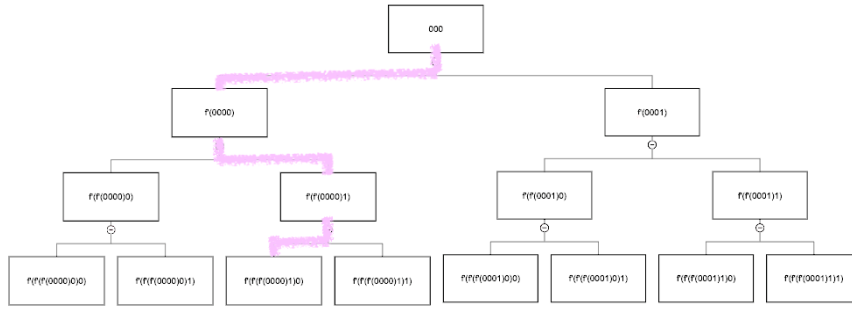 000
f'(0000)
f'(0001)
f'(f'(0000)0)
f'(f'(0000)1)
f'(f'(0001)0)
f'(f'(0001)1)
f'(f'(f'(0000)0)0)
f'(f'(f'(0000)0)1)
f'(f'(f'(0000)1)0)
f'(f'(f'(0000)1)1)
f'(f'(f'(0001)0)0)
f'(f'(f'(0001)0)1)
f'(f'(f'(0001)1)0)
f'(f'(f'(0001)1)1)